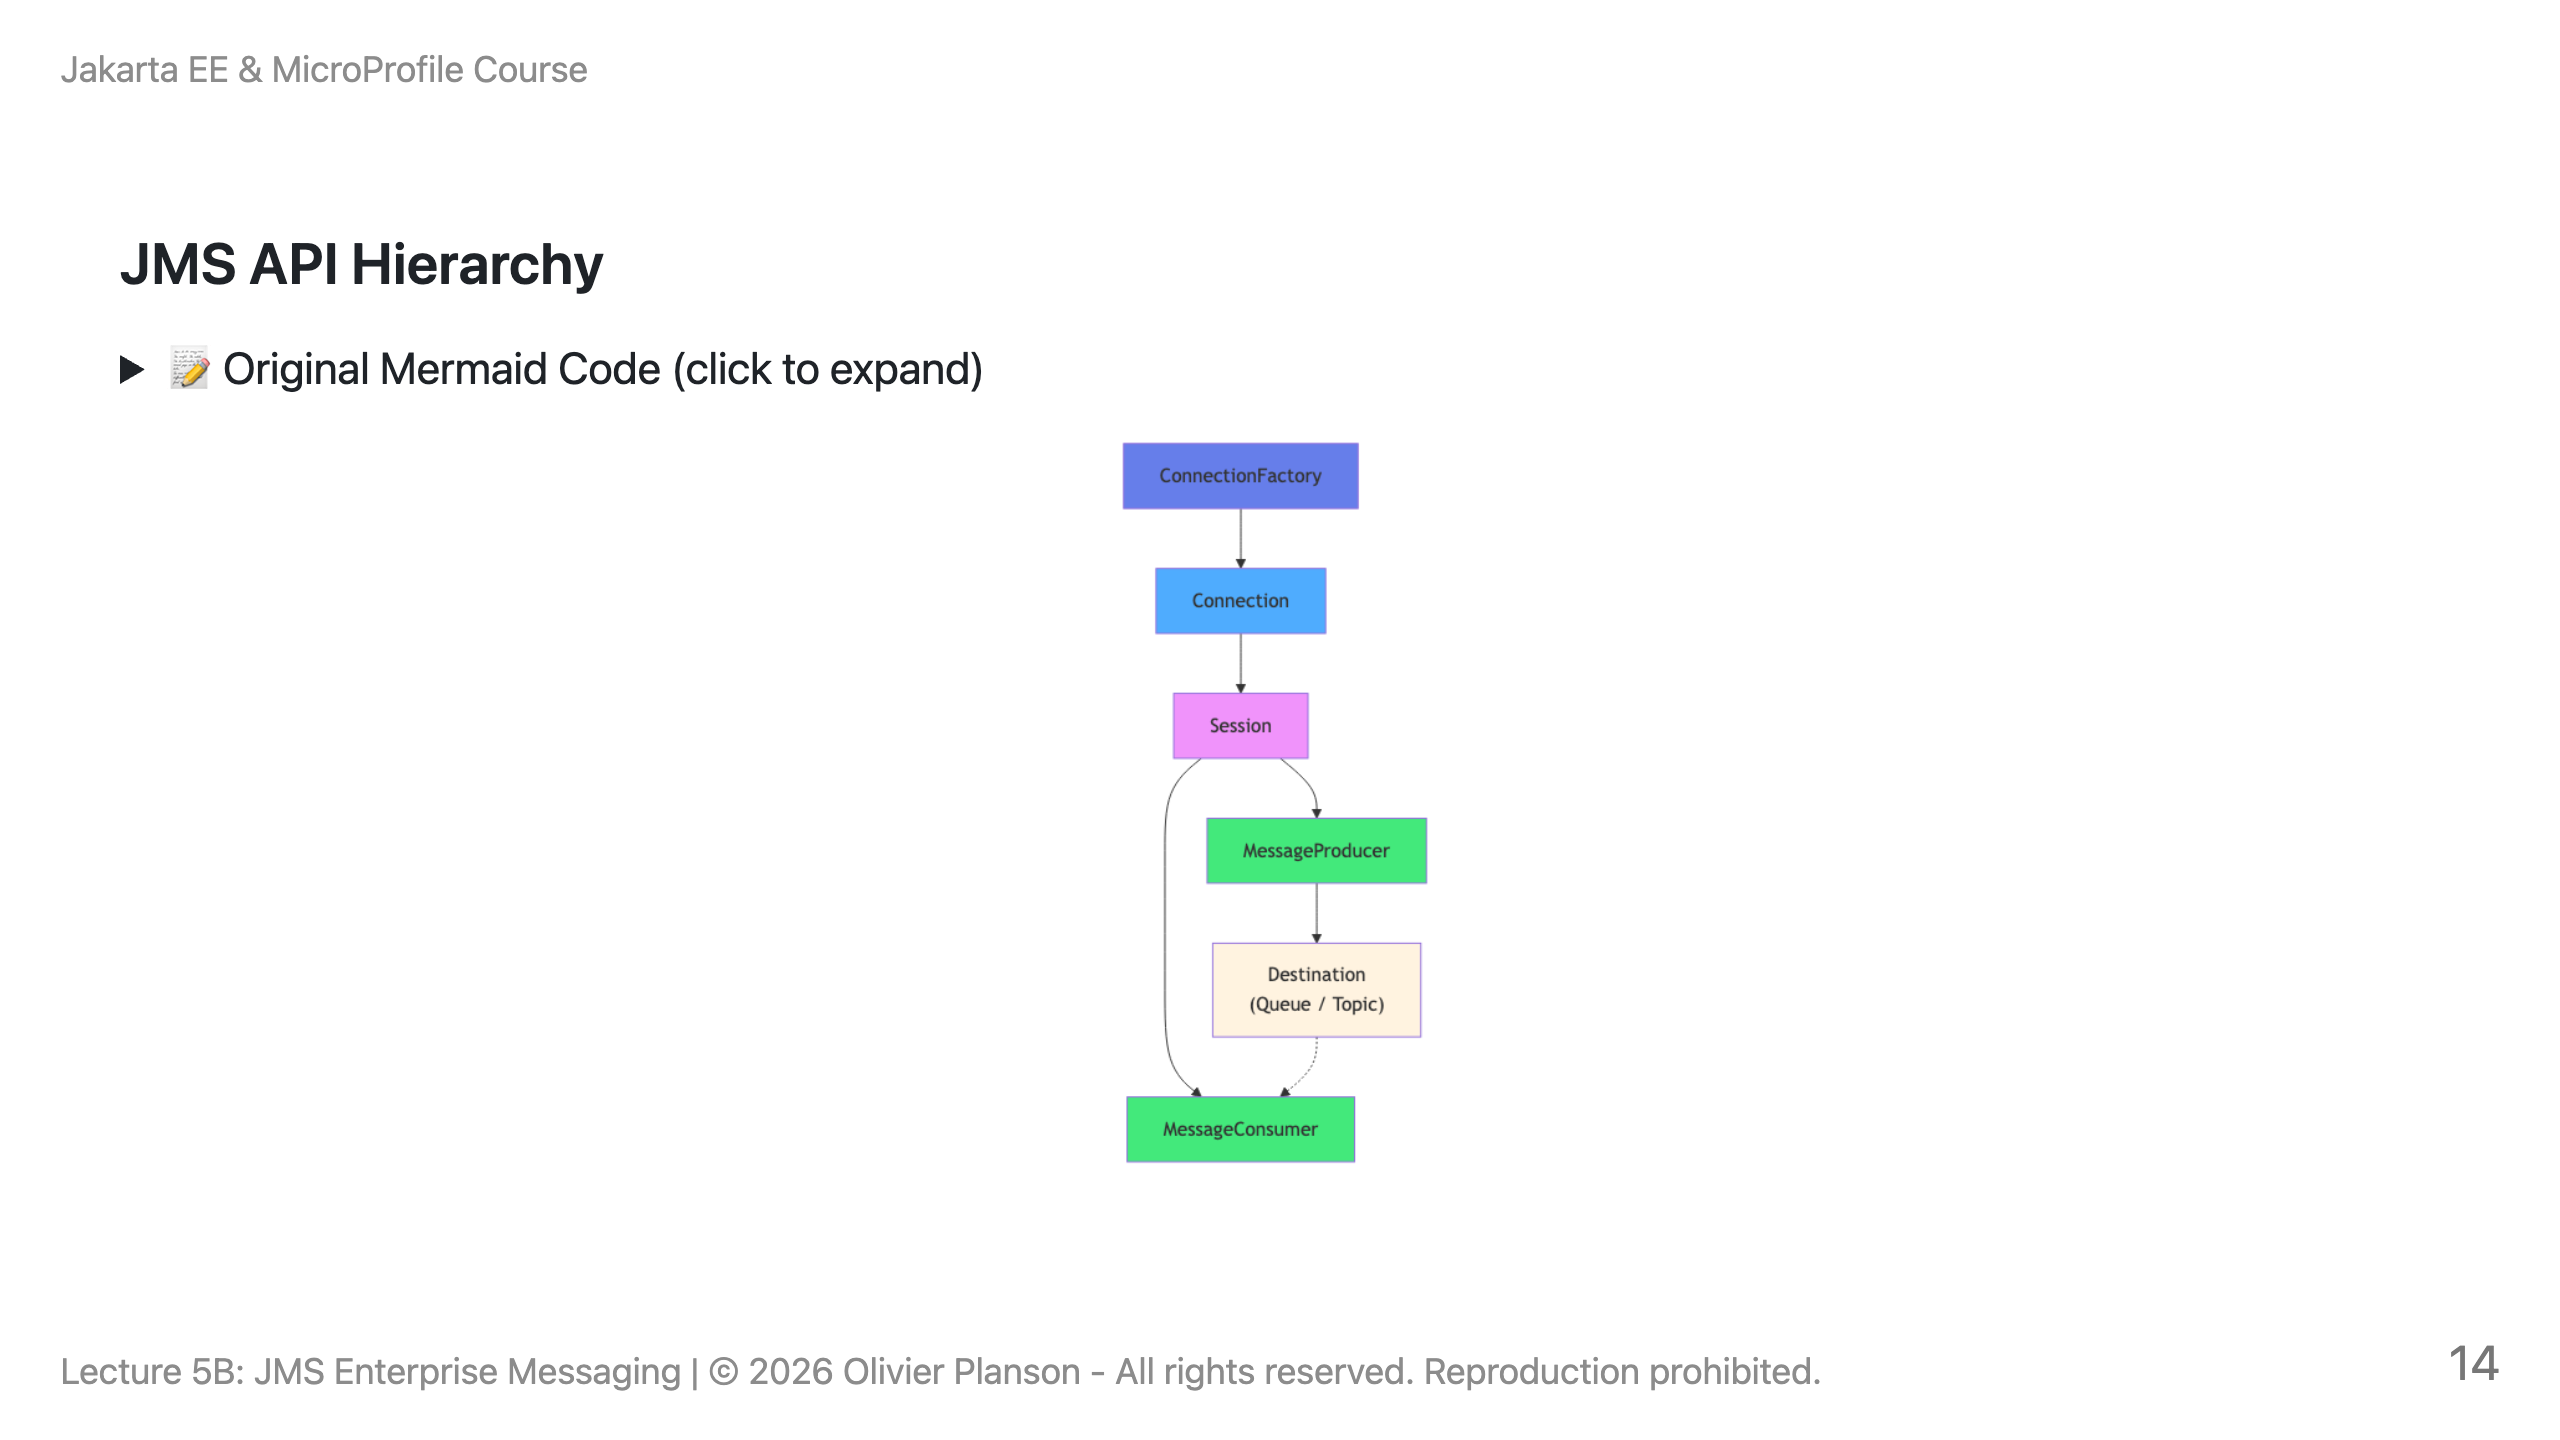 Jakarta EE & MicroProfile Course
JMS API Hierarchy
▶ 📝 Original Mermaid Code (click to expand)
ConnectionFactory
Connection
Session
MessageProducer
Destination
(Queue / Topic)
MessageConsumer
Lecture 5B: JMS Enterprise Messaging | © 2026 Olivier Planson - All rights reserved. Reproduction prohibited.
14